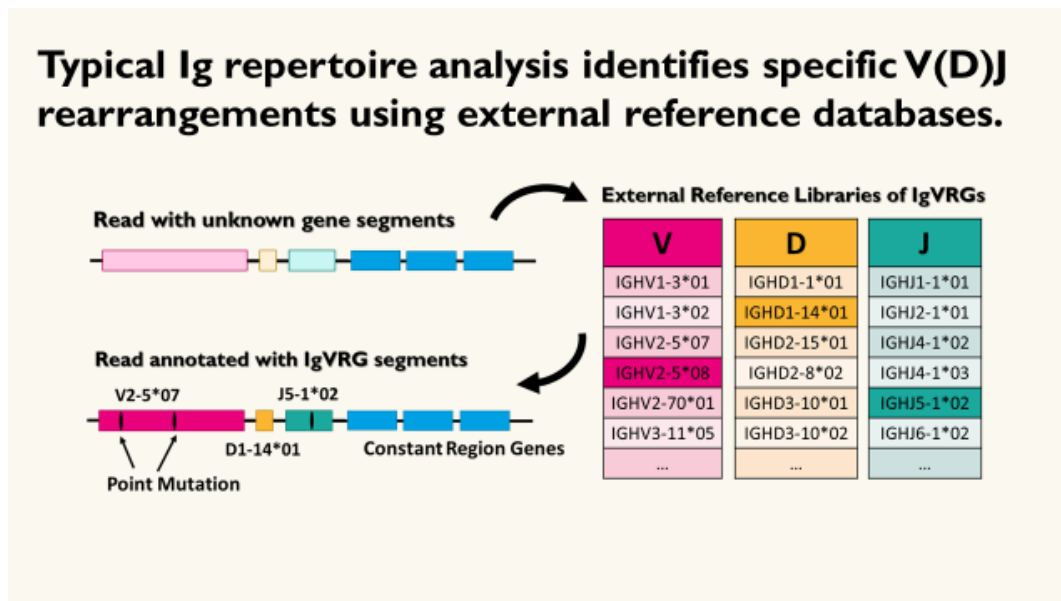 Typical Ig repertoire analysis identifies specific V(D)J
rearrangements using external reference databases.
Read with unknown gene segments
External Reference Libraries of IgVRGs
V D J
IGHV1-3*01 IGHD1-1*01 IGHJ1-1*01
IGHV1-3*02 IGHD1-14*01 IGHJ2-1*01
IGHV2-5*07 IGHD2-15*01 IGHJ4-1*02
IGHV2-5*08 IGHD2-8*02 IGHJ4-1*03
IGHV2-70*01 IGHD3-10*01 IGHJ5-1*02
IGHV3-11*05 IGHD3-10*02 IGHJ6-1*02
... ... ...
Read annotated with IgVRG segments
V2-5*07 J5-1*02
D1-14*01 Constant Region Genes
Point Mutation